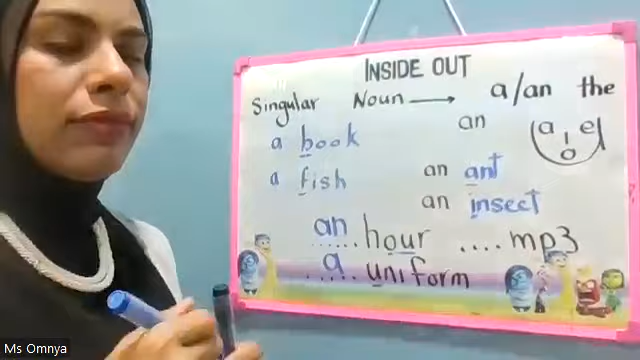 INSIDE OUT
Singular Noun → a/an the
a book an a e
i
o
a fish an ant
an insect
an hour .... mp3
a uniform
Ms Omnya